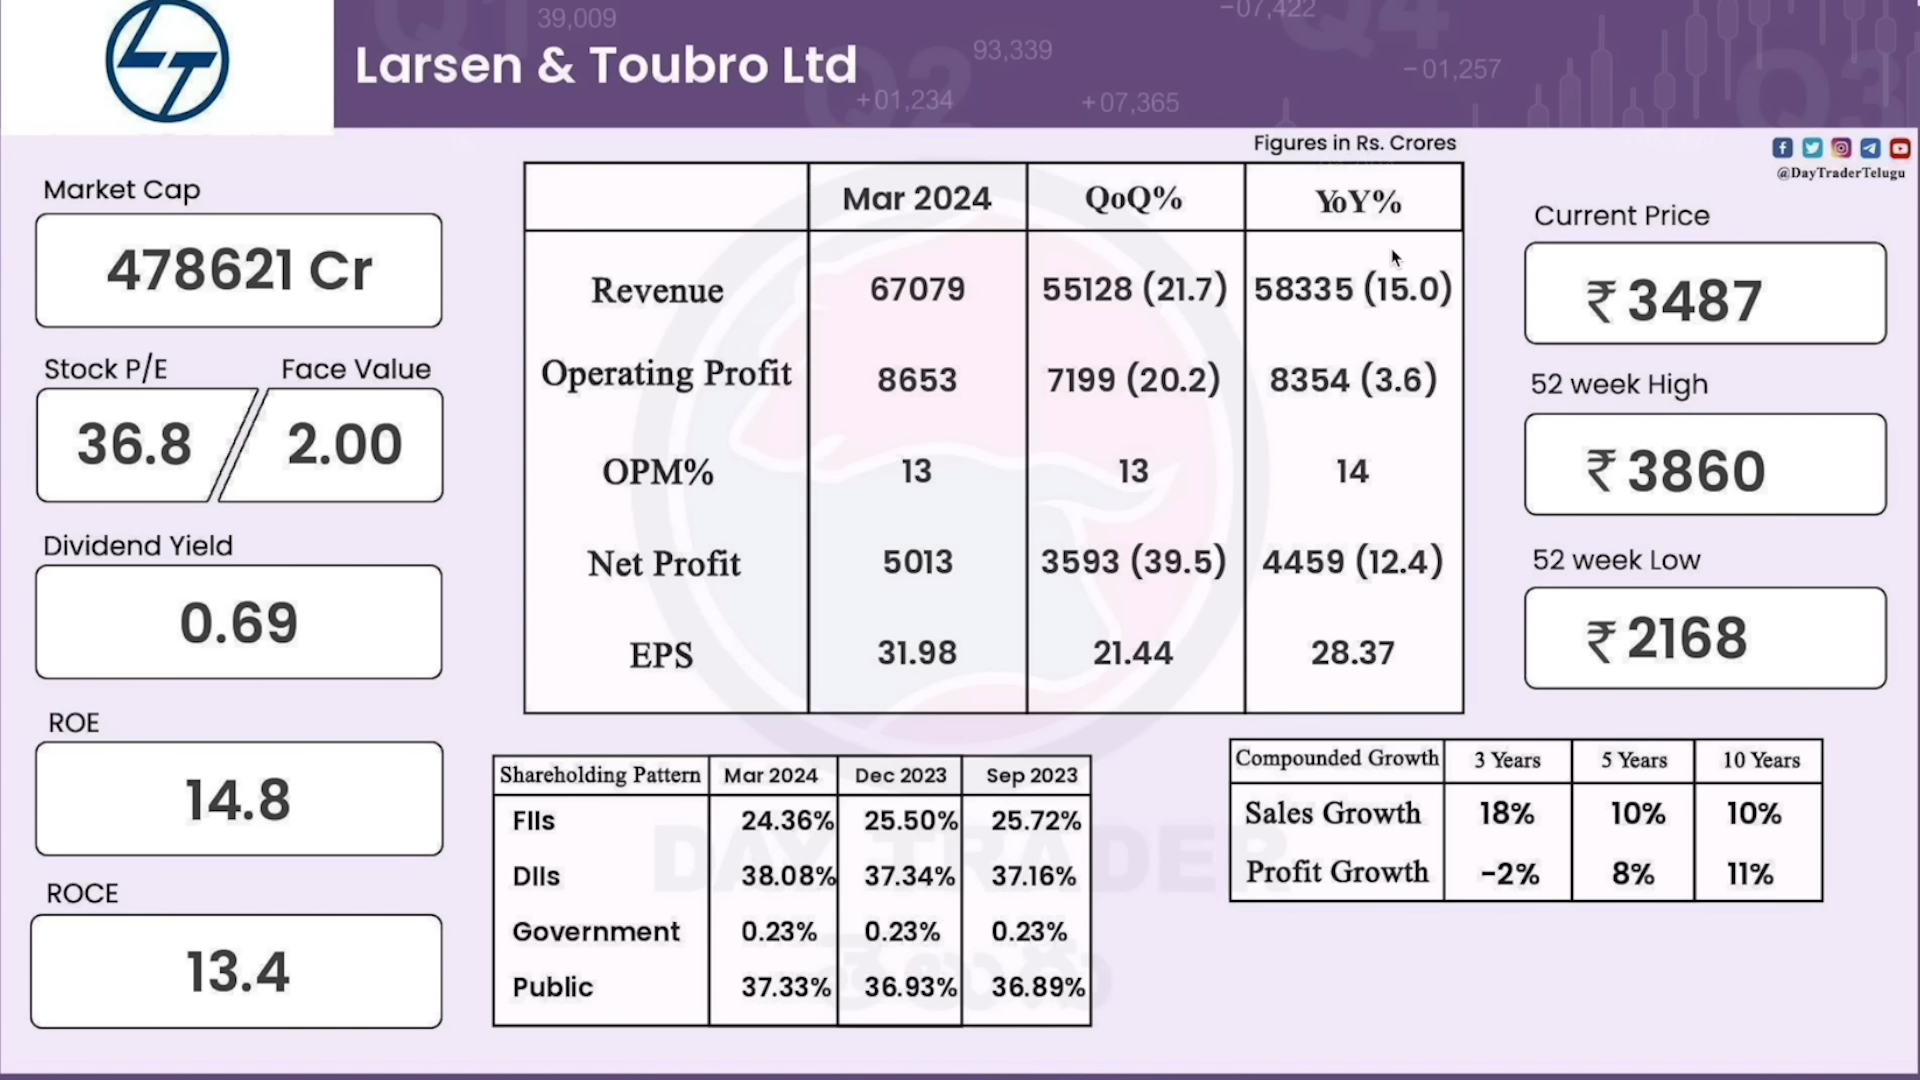 39,009
-07,422
93,339
-01,257
+01,234
+07,365
Q1
Q2
Q4
Q3
LT
Larsen & Toubro Ltd
Figures in Rs. Crores
@DayTraderTelugu
Market Cap
478621 Cr
Stock P/E Face Value
36.8 2.00
Dividend Yield
0.69
ROE
14.8
ROCE
13.4
Mar 2024 QoQ% YoY%
Revenue 67079 55128 (21.7) 58335 (15.0)
Operating Profit 8653 7199 (20.2) 8354 (3.6)
OPM% 13 13 14
Net Profit 5013 3593 (39.5) 4459 (12.4)
EPS 31.98 21.44 28.37
Current Price
₹ 3487
52 week High
₹ 3860
52 week Low
₹ 2168
Shareholding Pattern Mar 2024 Dec 2023 Sep 2023
FIIs 24.36% 25.50% 25.72%
DIIs 38.08% 37.34% 37.16%
Government 0.23% 0.23% 0.23%
Public 37.33% 36.93% 36.89%
Compounded Growth 3 Years 5 Years 10 Years
Sales Growth 18% 10% 10%
Profit Growth -2% 8% 11%
DAY TRADER
తెలుగు